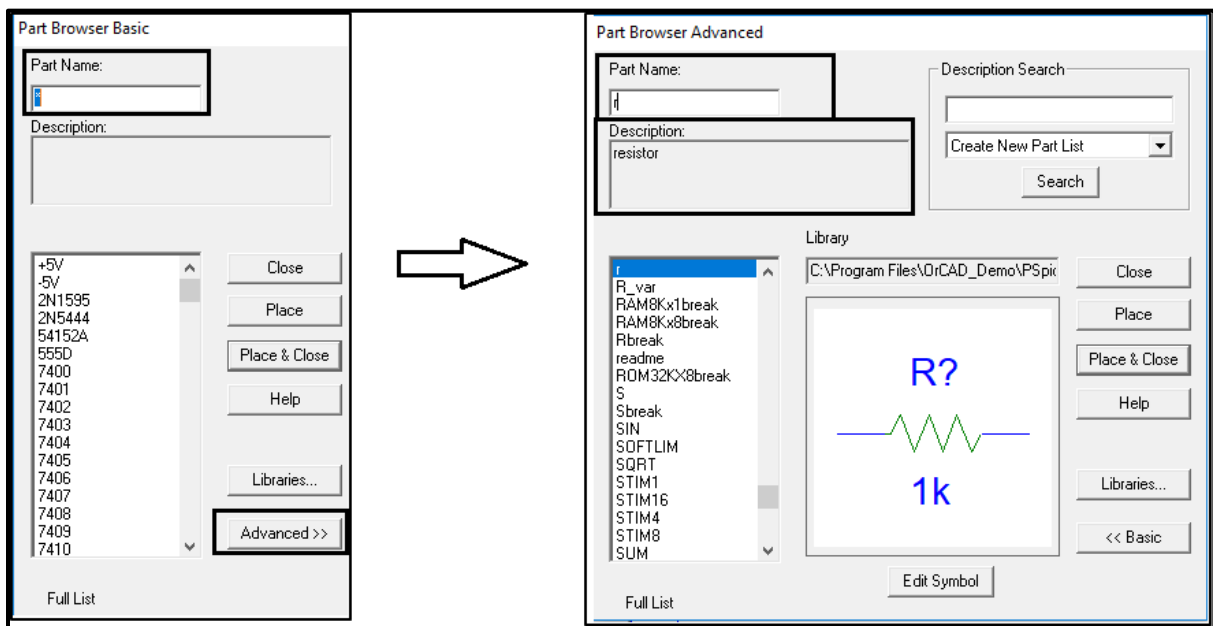 Part Browser Basic
Part Name:
*
Description:
+5V
-5V
2N1595
2N5444
54152A
555D
7400
7401
7402
7403
7404
7405
7406
7407
7408
7409
7410
Close
Place
Place & Close
Help
Libraries...
Advanced >>
Full List
Part Browser Advanced
Part Name:
r
Description:
resistor
Description Search
Create New Part List
Search
Library
C:\Program Files\OrCAD_Demo\PSpic
r
R_var
RAM8Kx1break
RAM8Kx8break
Rbreak
readme
ROM32KX8break
S
Sbreak
SIN
SOFTLIM
SQRT
STIM1
STIM16
STIM4
STIM8
SUM
R?
1k
Close
Place
Place & Close
Help
Libraries...
<< Basic
Edit Symbol
Full List